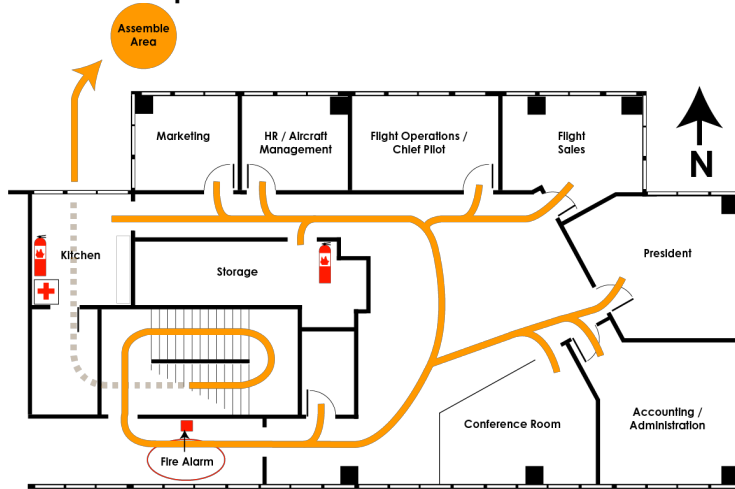 Assemble
Area
Marketing
HR / Aircraft
Management
Flight Operations /
Chief Pilot
Flight
Sales
N
Kitchen
Storage
President
Conference Room
Accounting /
Administration
Fire Alarm